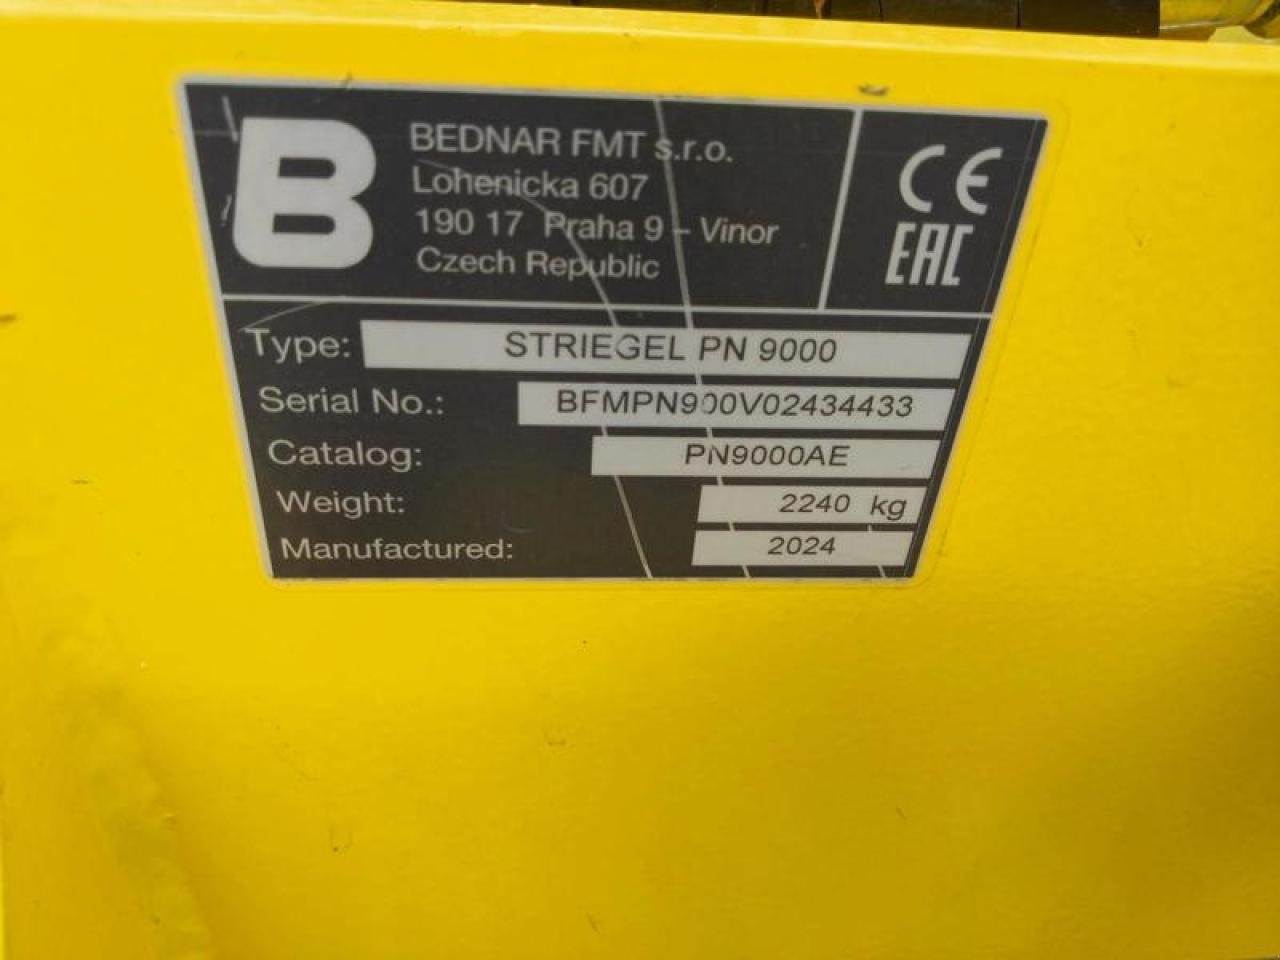 B
BEDNAR FMT s.r.o.
Lohenicka 607
190 17 Praha 9 - Vinor
Czech Republic
CE
EAC
Type: STRIEGEL PN 9000
Serial No.: BFMPN900V02434433
Catalog: PN9000AE
Weight: 2240 kg
Manufactured: 2024